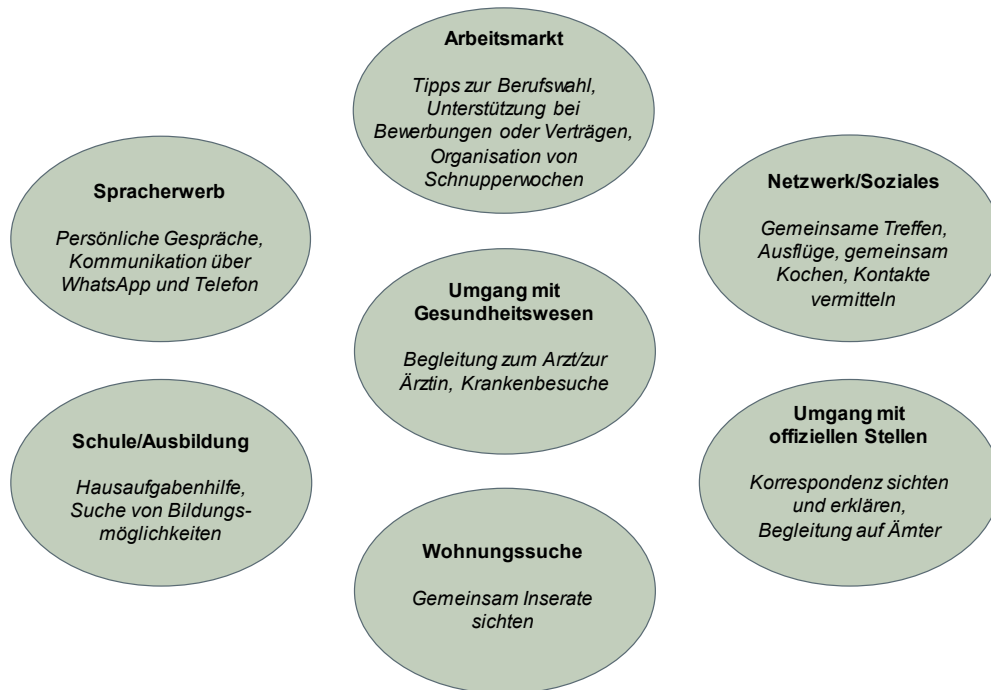 Arbeitsmarkt
Tipps zur Berufswahl,
Unterstützung bei
Bewerbungen oder Verträgen,
Organisation von
Schnupperwochen
Spracherwerb
Persönliche Gespräche,
Kommunikation über
WhatsApp und Telefon
Netzwerk/Soziales
Gemeinsame Treffen,
Ausflüge, gemeinsam
Kochen, Kontakte
vermitteln
Umgang mit
Gesundheitswesen
Begleitung zum Arzt/zur
Ärztin, Krankenbesuche
Schule/Ausbildung
Hausaufgabenhilfe,
Suche von Bildungs-
möglichkeiten
Umgang mit
offiziellen Stellen
Korrespondenz sichten
und erklären,
Begleitung auf Ämter
Wohnungssuche
Gemeinsam Inserate
sichten